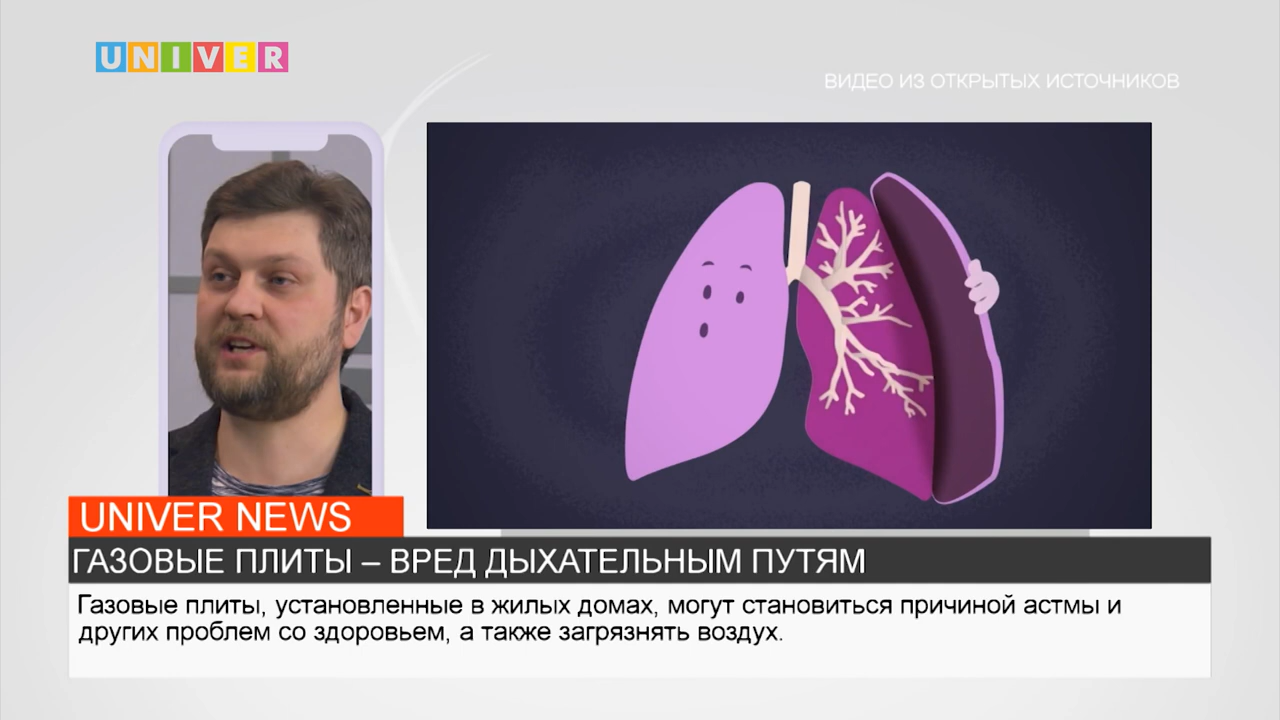 UNIVER
ВИДЕО ИЗ ОТКРЫТЫХ ИСТОЧНИКОВ
UNIVER NEWS
ГАЗОВЫЕ ПЛИТЫ – ВРЕД ДЫХАТЕЛЬНЫМ ПУТЯМ
Газовые плиты, установленные в жилых домах, могут становиться причиной астмы и
других проблем со здоровьем, а также загрязнять воздух.